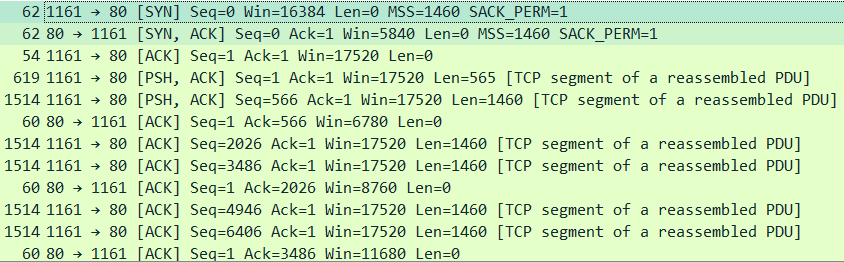 62 1161 → 80 [SYN] Seq=0 Win=16384 Len=0 MSS=1460 SACK_PERM=1
62 80 → 1161 [SYN, ACK] Seq=0 Ack=1 Win=5840 Len=0 MSS=1460 SACK_PERM=1
54 1161 → 80 [ACK] Seq=1 Ack=1 Win=17520 Len=0
619 1161 → 80 [PSH, ACK] Seq=1 Ack=1 Win=17520 Len=565 [TCP segment of a reassembled PDU]
1514 1161 → 80 [PSH, ACK] Seq=566 Ack=1 Win=17520 Len=1460 [TCP segment of a reassembled PDU]
60 80 → 1161 [ACK] Seq=1 Ack=566 Win=6780 Len=0
1514 1161 → 80 [ACK] Seq=2026 Ack=1 Win=17520 Len=1460 [TCP segment of a reassembled PDU]
1514 1161 → 80 [ACK] Seq=3486 Ack=1 Win=17520 Len=1460 [TCP segment of a reassembled PDU]
60 80 → 1161 [ACK] Seq=1 Ack=2026 Win=8760 Len=0
1514 1161 → 80 [ACK] Seq=4946 Ack=1 Win=17520 Len=1460 [TCP segment of a reassembled PDU]
1514 1161 → 80 [ACK] Seq=6406 Ack=1 Win=17520 Len=1460 [TCP segment of a reassembled PDU]
60 80 → 1161 [ACK] Seq=1 Ack=3486 Win=11680 Len=0